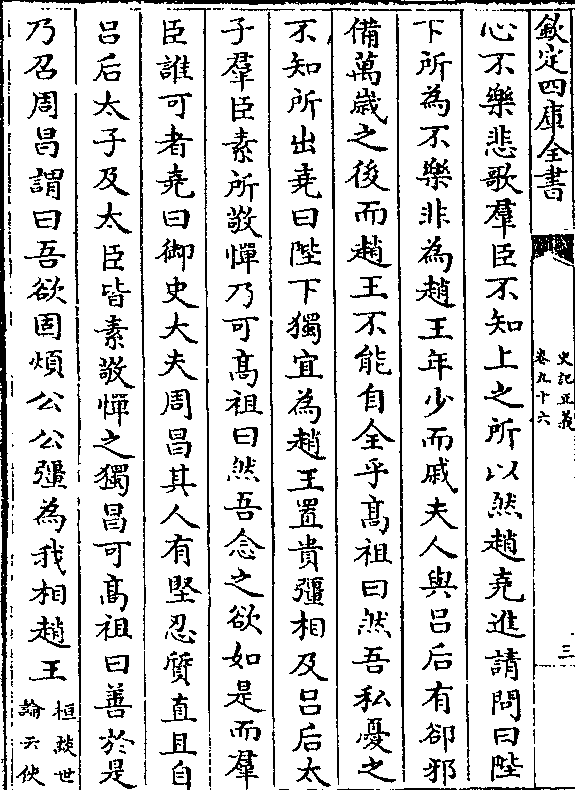 欽定四庫全書
史記正義
卷九十六
三
心不樂悲歌羣臣不知上之所以然趙堯進請問曰陛
下所為不樂非為趙王年少而戚夫人與吕后有郤邪
備萬歲之後而趙王不能自全乎髙祖曰然吾私憂之
不知所出堯曰陛下獨宜為趙王置貴彊相及吕后太
子羣臣素所敬憚乃可髙祖曰然吾念之欲如是而羣
臣誰可者堯曰御史大夫周昌其人有堅忍質直且自
吕后太子及大臣皆素敬憚之獨昌可髙祖曰善於是
乃召周昌謂曰吾欲固煩公公彊為我相趙王
桓譚世
論云使